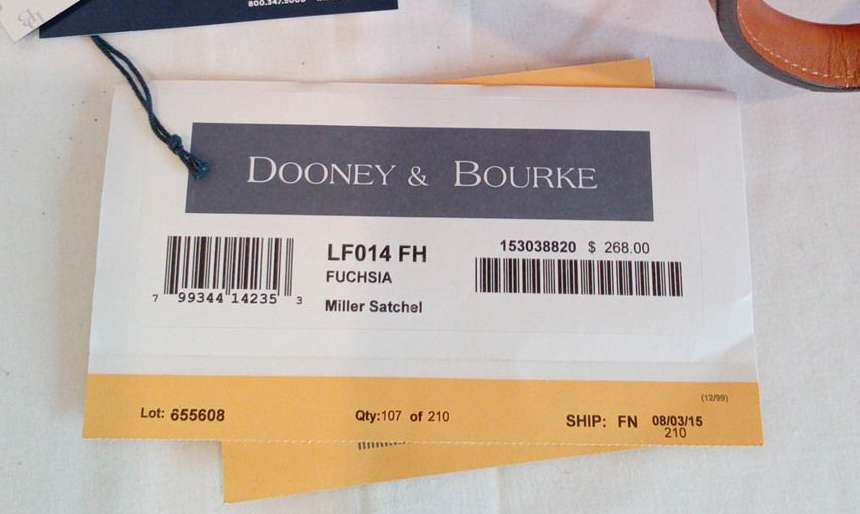 DOONEY & BOURKE
LF014 FH
FUCHSIA
Miller Satchel
7 99344 14235 3
153038820 $ 268.00
(12/99)
Lot: 655608
Qty:107 of 210
SHIP: FN 08/03/15
210